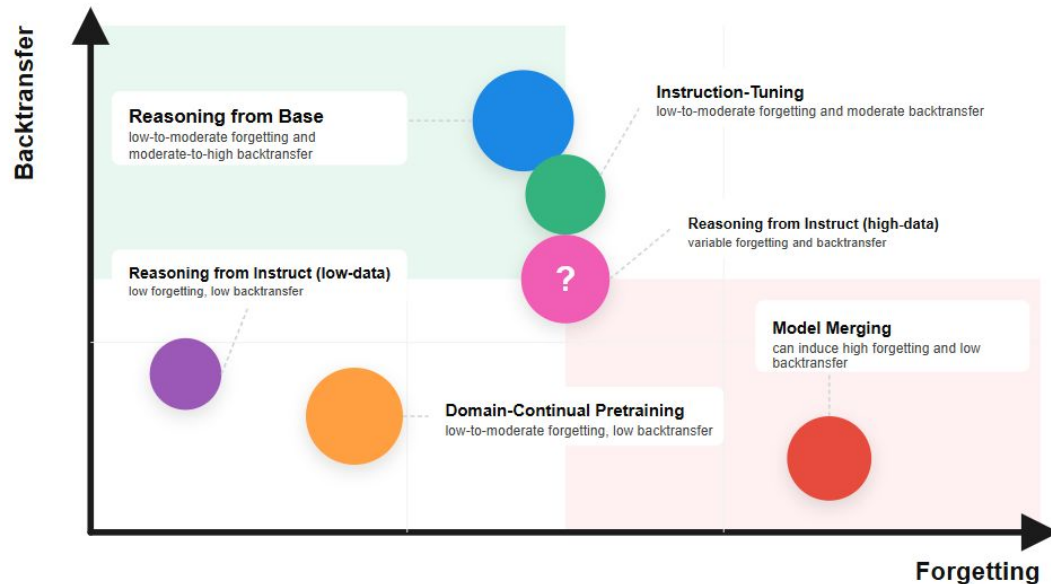 Backtransfer
Reasoning from Base
low-to-moderate forgetting and
moderate-to-high backtransfer
Instruction-Tuning
low-to-moderate forgetting and moderate backtransfer
Reasoning from Instruct (high-data)
variable forgetting and backtransfer
?
Reasoning from Instruct (low-data)
low forgetting, low backtransfer
Model Merging
can induce high forgetting and low
backtransfer
Domain-Continual Pretraining
low-to-moderate forgetting, low backtransfer
Forgetting